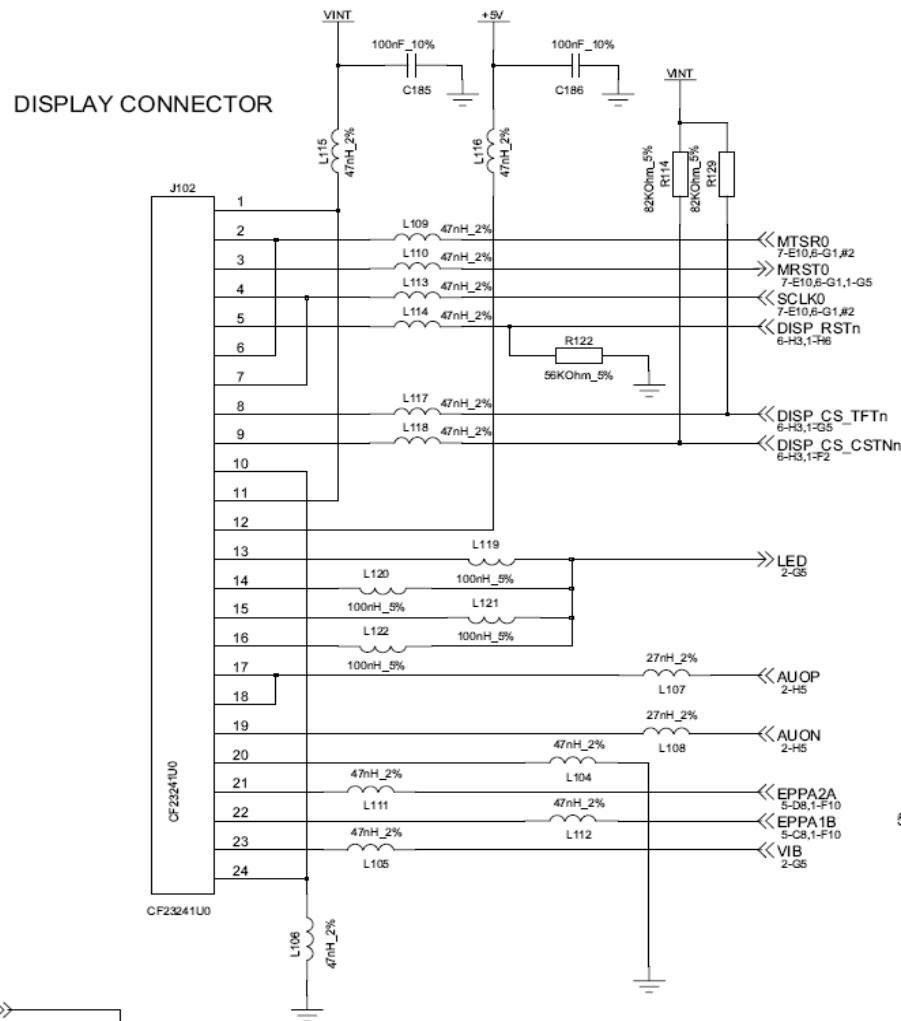 VINT
+5V
100nF_10%
100nF_10%
C185
C186
VINT
DISPLAY CONNECTOR
L115
47nH_2%
L116
47nH_2%
82KOhm_5%
R114
82KOhm_5%
R129
J102
1
2
L109
47nH_2%
MTSR0
7-E10,6-G1,#2
3
L110
47nH_2%
MRST0
7-E10,6-G1,1-G5
4
L113
47nH_2%
SCLK0
7-E10,6-G1,#2
5
L114
47nH_2%
DISP_RSTn
6-H3,1-H6
6
R122
56KOhm_5%
7
8
L117
47nH_2%
DISP_CS_TFTn
6-H3,1-G5
9
L118
47nH_2%
DISP_CS_CSTNn
6-H3,1-F2
10
11
12
13
L119
100nH_5%
LED
2-G5
14
L120
100nH_5%
15
L121
100nH_5%
16
L122
100nH_5%
17
27nH_2%
L107
AUOP
2-H5
18
19
27nH_2%
L108
AUON
2-H5
20
47nH_2%
L104
21
47nH_2%
L111
EPPA2A
5-D8,1-F10
22
47nH_2%
L112
EPPA1B
5-C8,1-F10
5
23
47nH_2%
L105
VIB
2-G5
24
CF23241U0
CF23241U0
L106
47nH_2%